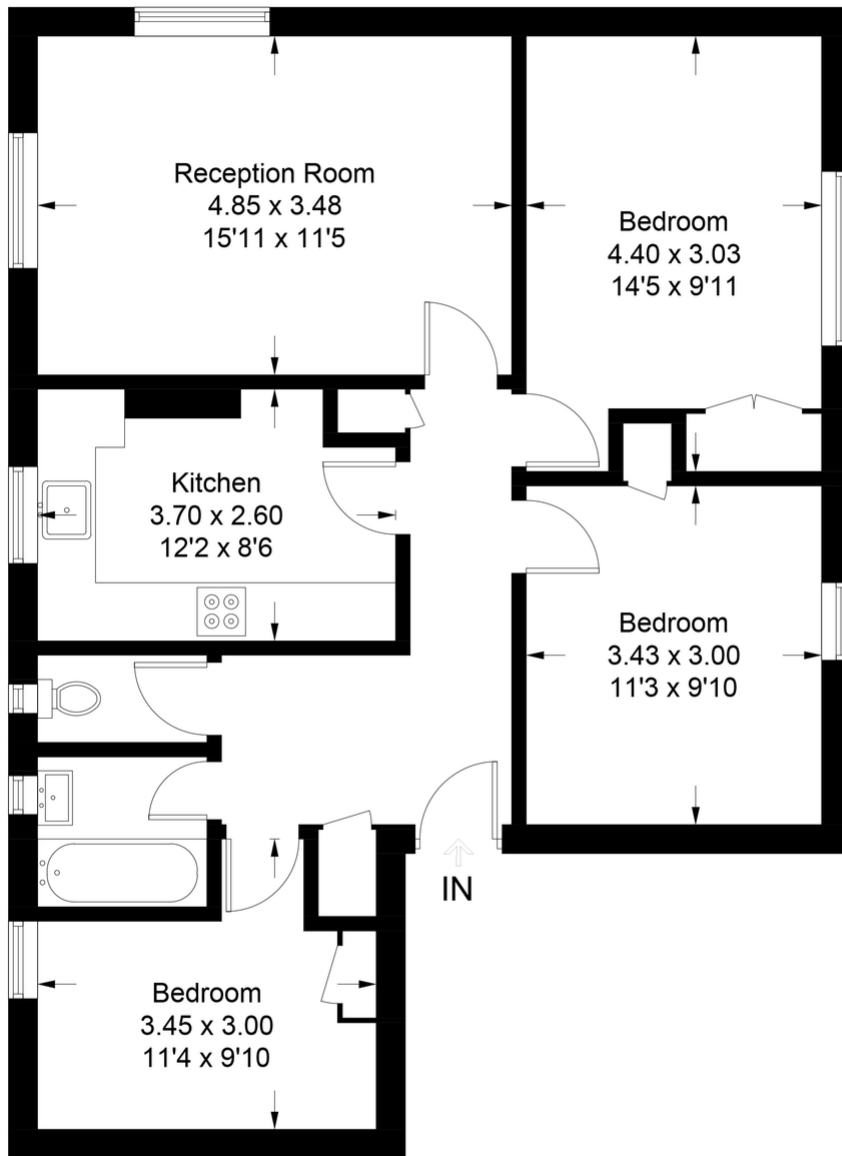 Reception Room
4.85 x 3.48
15'11 x 11'5
Bedroom
4.40 x 3.03
14'5 x 9'11
Kitchen
3.70 x 2.60
12'2 x 8'6
Bedroom
3.43 x 3.00
11'3 x 9'10
IN
Bedroom
3.45 x 3.00
11'4 x 9'10